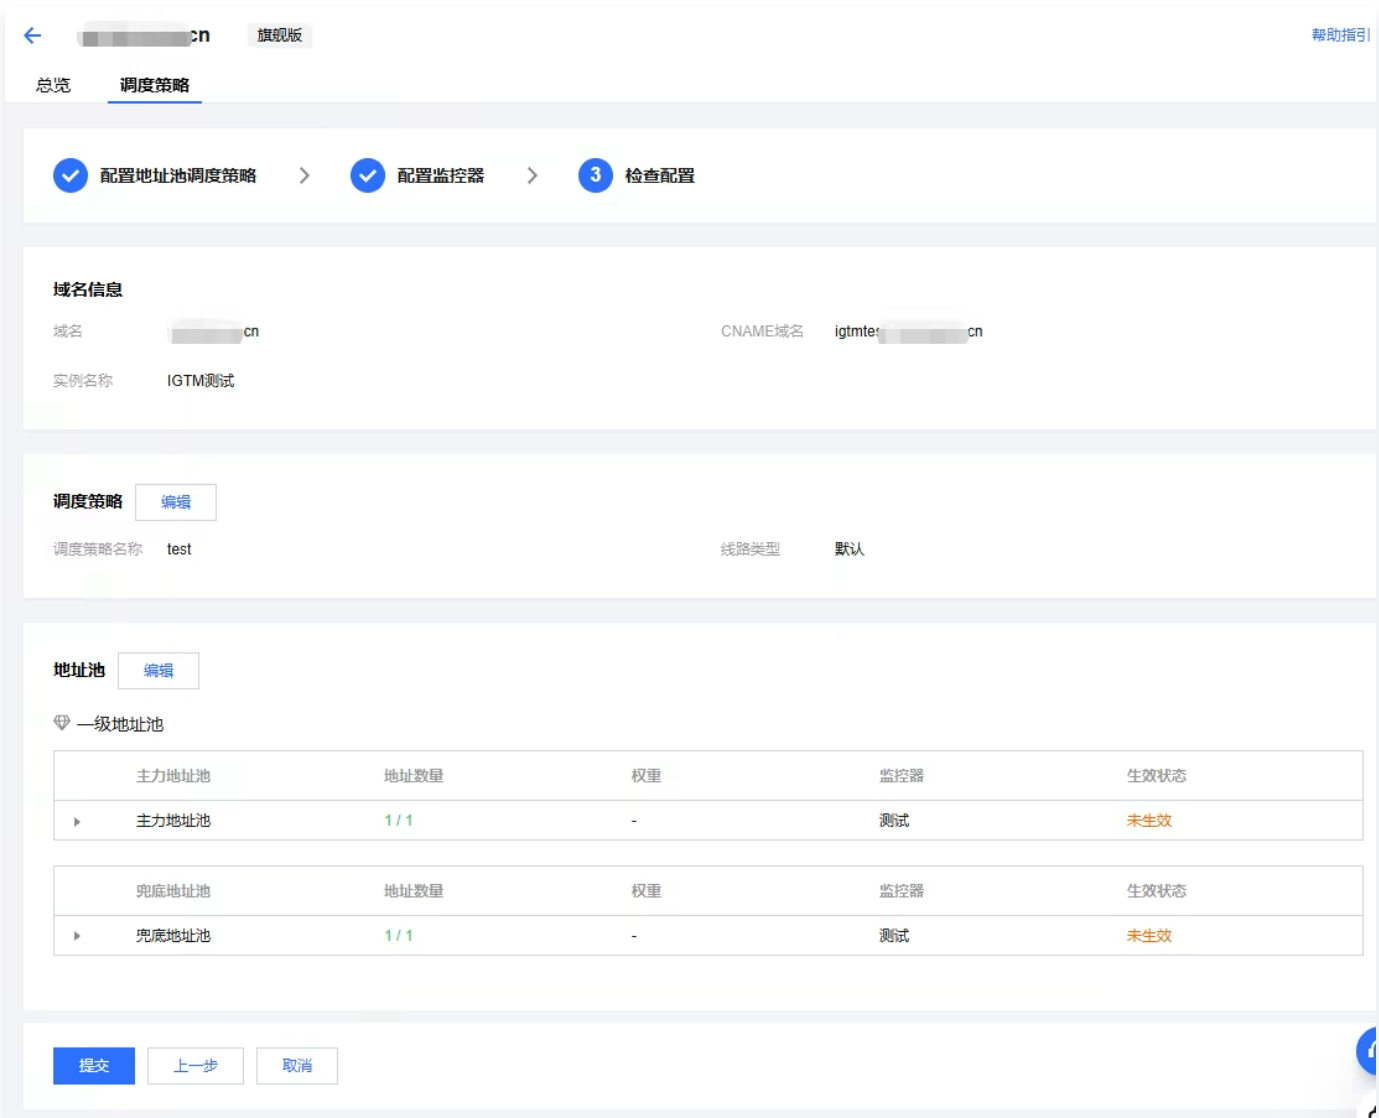 cn 旗舰版 帮助指引
总览 调度策略
配置地址池调度策略 配置监控器 3 检查配置
域名信息
域名 cn CNAME域名 igtmtes cn
实例名称 IGTM测试
调度策略 编辑
调度策略名称 test 线路类型 默认
地址池 编辑
一级地址池
主力地址池 地址数量 权重 监控器 生效状态
主力地址池 1 / 1 - 测试 未生效
兜底地址池 地址数量 权重 监控器 生效状态
兜底地址池 1 / 1 - 测试 未生效
提交 上一步 取消